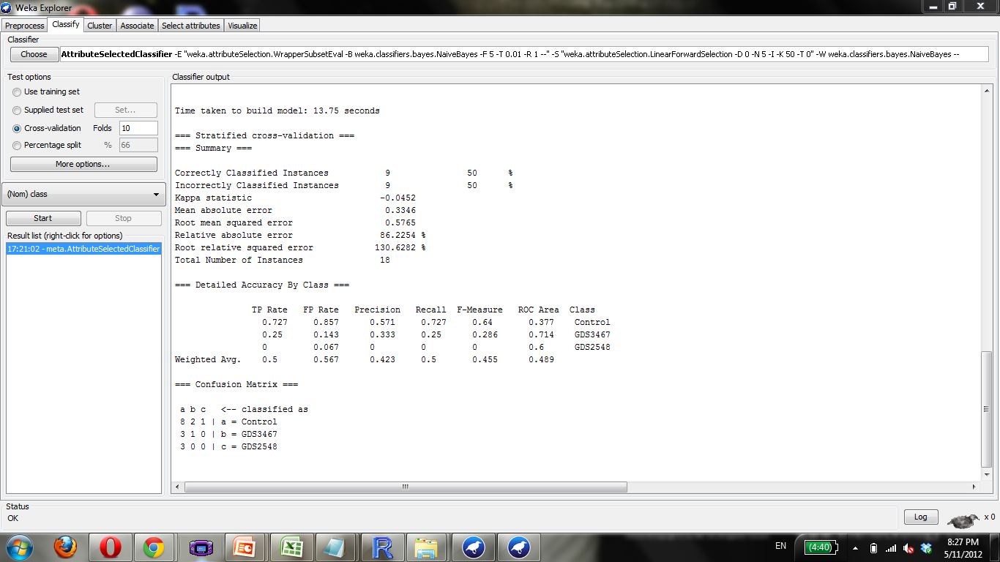 Weka Explorer
Preprocess Classify Cluster Associate Select attributes Visualize
Classifier
Choose AttributeSelectedClassifier -E "weka.attributeSelection.WrapperSubsetEval -B weka.classifiers.bayes.NaiveBayes -F 5 -T 0.01 -R 1 --" -S "weka.attributeSelection.LinearForwardSelection -D 0 -N 5 -I -K 50 -T 0" -W weka.classifiers.bayes.NaiveBayes --
Test options
Use training set
Supplied test set Set...
Cross-validation Folds 10
Percentage split % 66
More options...
(Nom) class
Start Stop
Result list (right-click for options)
17:21:02 - meta.AttributeSelectedClassifier
Classifier output
Time taken to build model: 13.75 seconds
=== Stratified cross-validation ===
=== Summary ===
Correctly Classified Instances 9 50 %
Incorrectly Classified Instances 9 50 %
Kappa statistic -0.0452
Mean absolute error 0.3346
Root mean squared error 0.5765
Relative absolute error 86.2254 %
Root relative squared error 130.6282 %
Total Number of Instances 18
=== Detailed Accuracy By Class ===
TP Rate FP Rate Precision Recall F-Measure ROC Area Class
0.727 0.857 0.571 0.727 0.64 0.377 Control
0.25 0.143 0.333 0.25 0.286 0.714 GDS3467
0 0.067 0 0 0 0.6 GDS2548
Weighted Avg. 0.5 0.567 0.423 0.5 0.455 0.489
=== Confusion Matrix ===
a b c <-- classified as
8 2 1 | a = Control
3 1 0 | b = GDS3467
3 0 0 | c = GDS2548
Status
OK
Log x 0
EN (4:40) 8:27 PM
5/11/2012